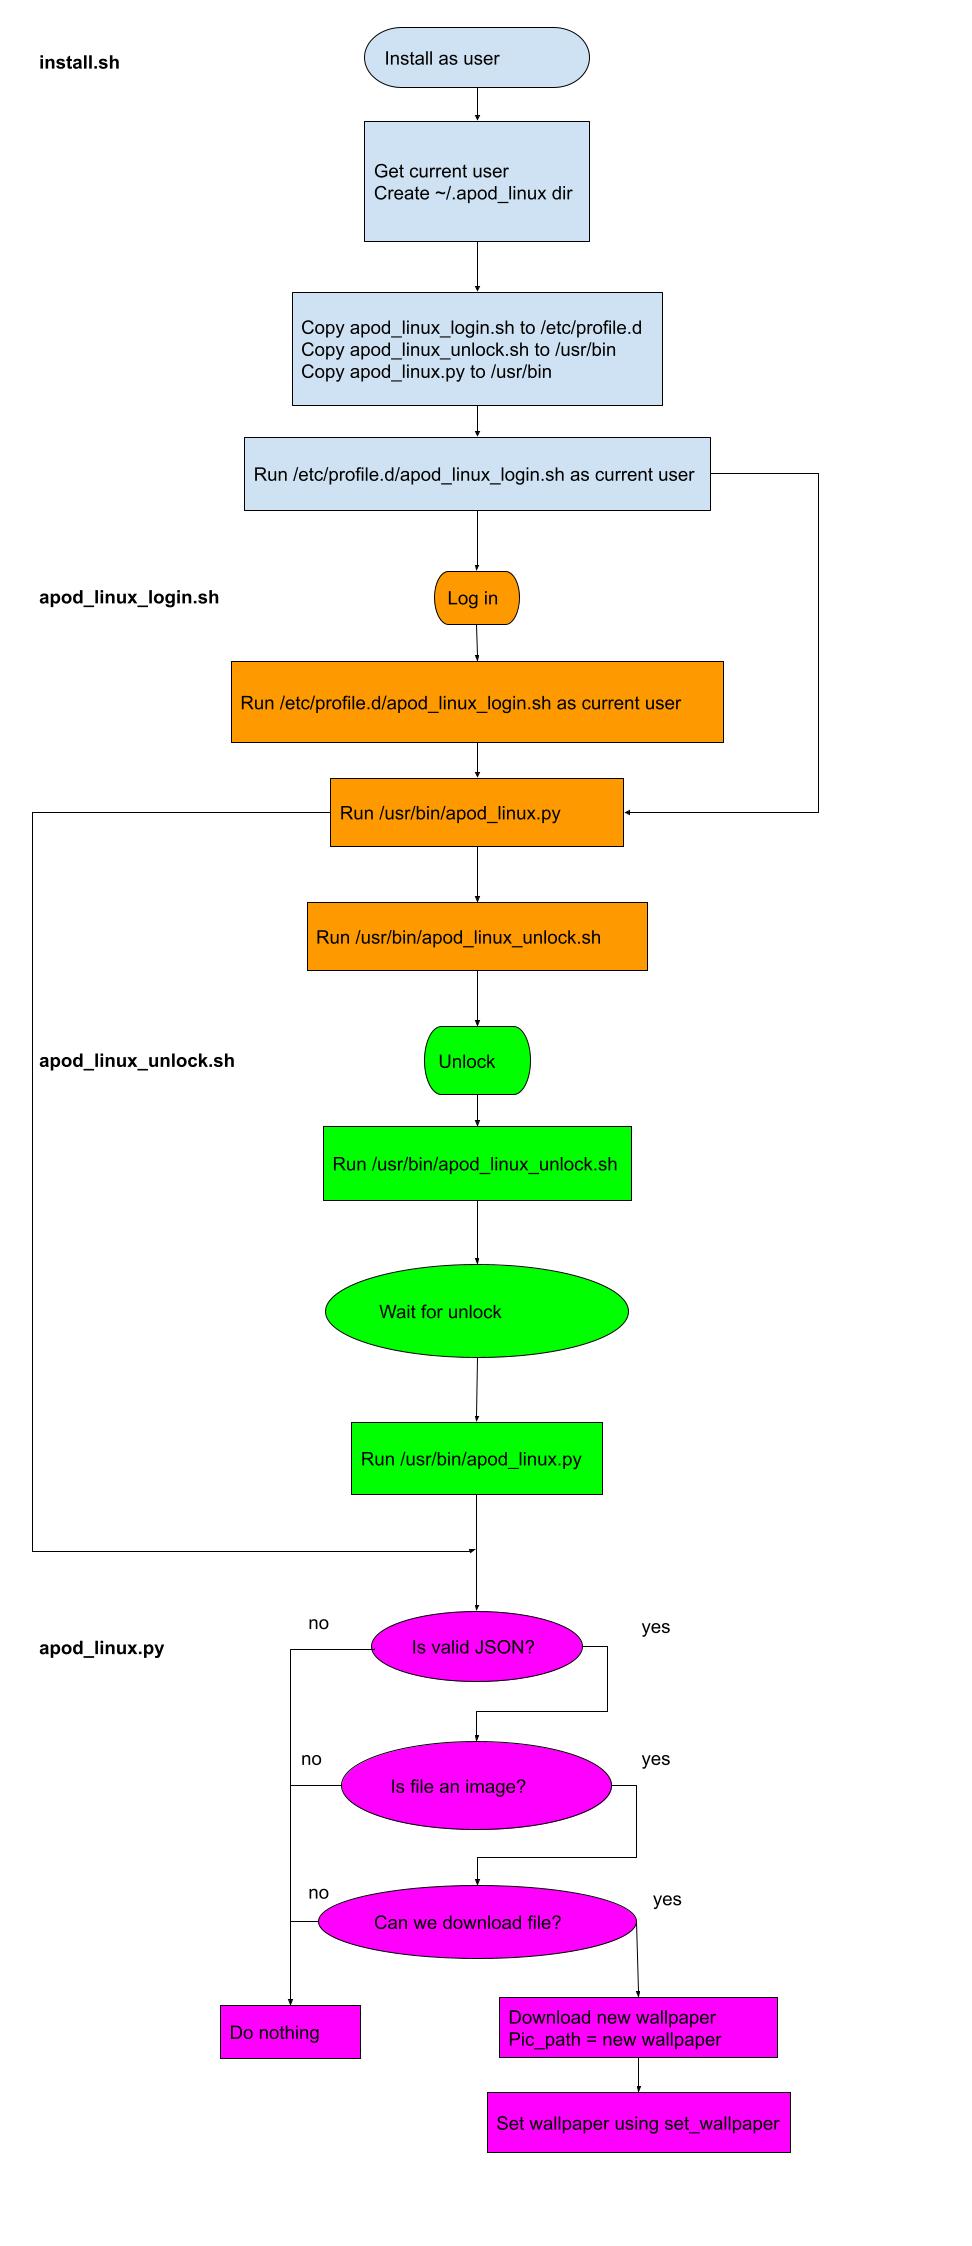 install.sh
Install as user
Get current user
Create ~/.apod_linux dir
Copy apod_linux_login.sh to /etc/profile.d
Copy apod_linux_unlock.sh to /usr/bin
Copy apod_linux.py to /usr/bin
Run /etc/profile.d/apod_linux_login.sh as current user
apod_linux_login.sh
Log in
Run /etc/profile.d/apod_linux_login.sh as current user
Run /usr/bin/apod_linux.py
Run /usr/bin/apod_linux_unlock.sh
apod_linux_unlock.sh
Unlock
Run /usr/bin/apod_linux_unlock.sh
Wait for unlock
Run /usr/bin/apod_linux.py
no
yes
apod_linux.py
Is valid JSON?
no
yes
Is file an image?
no
yes
Can we download file?
Do nothing
Download new wallpaper
Pic_path = new wallpaper
Set wallpaper using set_wallpaper